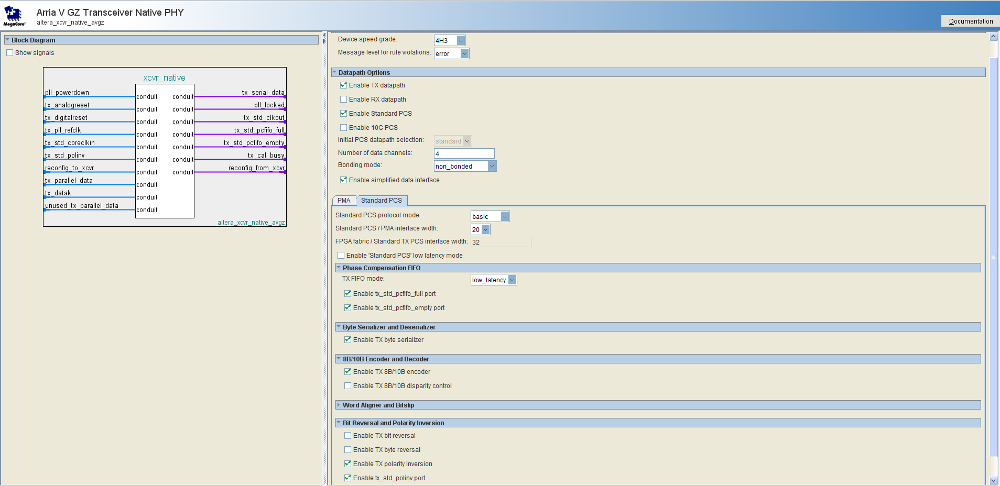 Arria V GZ Transceiver Native PHY
altera_xcvr_native_avgz
MegaCore®
Documentation
Block Diagram
Show signals
xcvr_native
pll_powerdown conduit conduit tx_serial_data
tx_analogreset conduit conduit pll_locked
tx_digitalreset conduit conduit tx_std_clkout
tx_pll_refclk conduit conduit tx_std_pcfifo_full
tx_std_coreclkin conduit conduit tx_std_pcfifo_empty
tx_std_polinv conduit conduit tx_cal_busy
reconfig_to_xcvr conduit conduit reconfig_from_xcvr
tx_parallel_data conduit
tx_datak conduit
unused_tx_parallel_data conduit
altera_xcvr_native_avgz
Device speed grade: 4H3
Message level for rule violations: error
Datapath Options
Enable TX datapath
Enable RX datapath
Enable Standard PCS
Enable 10G PCS
Initial PCS datapath selection: standard
Number of data channels: 4
Bonding mode: non_bonded
Enable simplified data interface
PMA Standard PCS
Standard PCS protocol mode: basic
Standard PCS / PMA interface width: 20
FPGA fabric / Standard TX PCS interface width: 32
Enable 'Standard PCS' low latency mode
Phase Compensation FIFO
TX FIFO mode: low_latency
Enable tx_std_pcfifo_full port
Enable tx_std_pcfifo_empty port
Byte Serializer and Deserializer
Enable TX byte serializer
8B/10B Encoder and Decoder
Enable TX 8B/10B encoder
Enable TX 8B/10B disparity control
Word Aligner and Bitslip
Bit Reversal and Polarity Inversion
Enable TX bit reversal
Enable TX byte reversal
Enable TX polarity inversion
Enable tx_std_polinv port